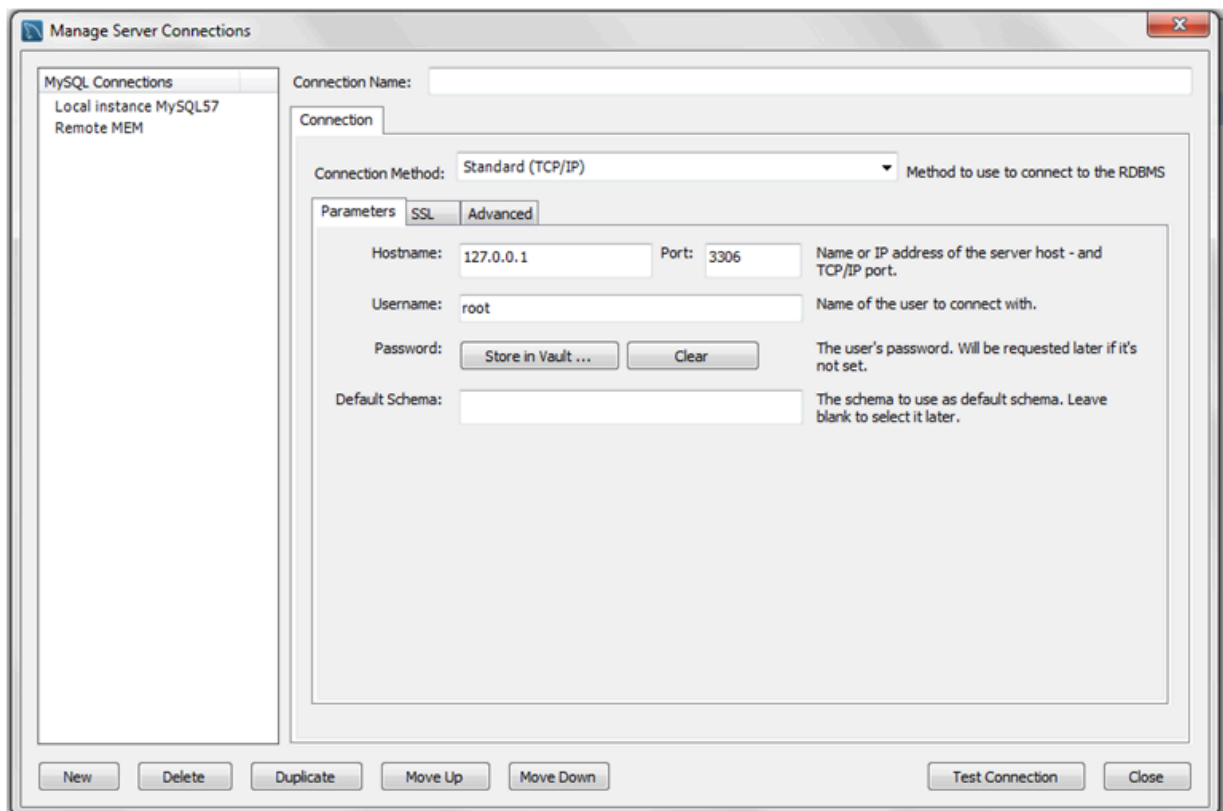 Manage Server Connections
MySQL Connections
Local instance MySQL57
Remote MEM
Connection Name:
Connection
Connection Method: Standard (TCP/IP) Method to use to connect to the RDBMS
Parameters SSL Advanced
Hostname: 127.0.0.1 Port: 3306 Name or IP address of the server host - and
TCP/IP port.
Username: root Name of the user to connect with.
Password: Store in Vault ... Clear The user's password. Will be requested later if it's
not set.
Default Schema: The schema to use as default schema. Leave
blank to select it later.
New Delete Duplicate Move Up Move Down Test Connection Close